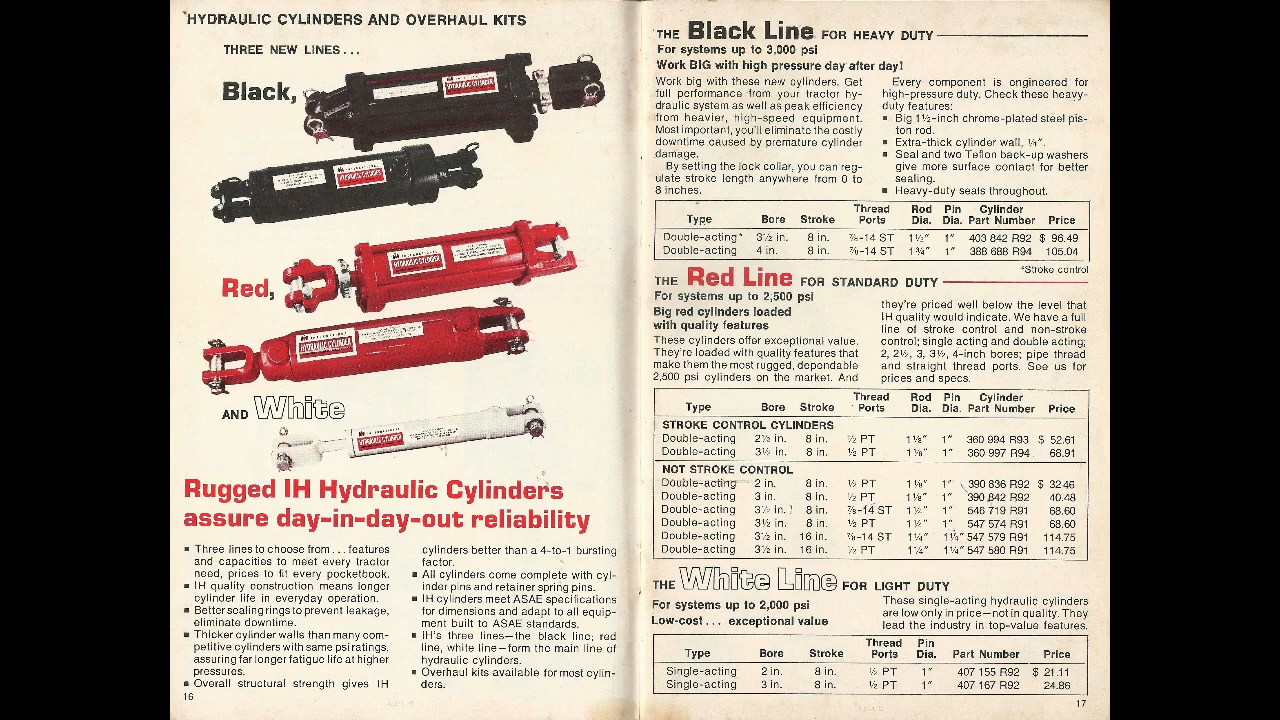 HYDRAULIC CYLINDERS AND OVERHAUL KITS
THREE NEW LINES...
Black,
Red,
AND White
Rugged IH Hydraulic Cylinders
assure day-in-day-out reliability
▪ Three lines to choose from... features
and capacities to meet every tractor
need, prices to fit every pocketbook.
▪ IH quality construction means longer
cylinder life in everyday operation.
▪ Better sealing rings to prevent leakage,
eliminate downtime.
▪ Thicker cylinder walls than many com-
petitive cylinders with same psi ratings,
assuring far longer fatigue life at higher
pressures.
▪ Overall structural strength gives IH
cylinders better than a 4-to-1 bursting
factor.
▪ All cylinders come complete with cyl-
inder pins and retainer spring pins.
▪ IH cylinders meet ASAE specifications
for dimensions and adapt to all equip-
ment built to ASAE standards.
▪ IH's three lines—the black line, red
line, white line—form the main line of
hydraulic cylinders.
▪ Overhaul kits available for most cylin-
ders.
16
THE Black Line FOR HEAVY DUTY
For systems up to 3,000 psi
Work BIG with high pressure day after day!
Work big with these new cylinders. Get
full performance from your tractor hy-
draulic system as well as peak efficiency
from heavier, high-speed equipment.
Most important, you'll eliminate the costly
downtime caused by premature cylinder
damage.
By setting the lock collar, you can reg-
ulate stroke length anywhere from 0 to
8 inches.
Every component is engineered for
high-pressure duty. Check these heavy-
duty features:
▪ Big 1½-inch chrome-plated steel pis-
ton rod.
▪ Extra-thick cylinder wall, ¼".
▪ Seal and two Teflon back-up washers
give more surface contact for better
sealing.
▪ Heavy-duty seals throughout.
Type Bore Stroke Thread Ports Rod Dia. Pin Dia. Cylinder Part Number Price
Double-acting* 3½ in. 8 in. ⅞-14 ST 1½" 1" 403 842 R92 $ 96.49
Double-acting 4 in. 8 in. ⅞-14 ST 1¾" 1" 388 688 R94 105.04
*Stroke control
THE Red Line FOR STANDARD DUTY
For systems up to 2,500 psi
Big red cylinders loaded
with quality features
These cylinders offer exceptional value.
They're loaded with quality features that
make them the most rugged, dependable
2,500 psi cylinders on the market. And
they're priced well below the level that
IH quality would indicate. We have a full
line of stroke control and non-stroke
control; single acting and double acting;
2, 2½, 3, 3½, 4-inch bores; pipe thread
and straight thread ports. See us for
prices and specs.
Type Bore Stroke Thread Ports Rod Dia. Pin Dia. Cylinder Part Number Price
STROKE CONTROL CYLINDERS
Double-acting 2½ in. 8 in. ½ PT 1⅛" 1" 360 994 R93 $ 52.61
Double-acting 3½ in. 8 in. ½ PT 1" 360 997 R94 68.91
NOT STROKE CONTROL
Double-acting 2 in. 8 in. ½ PT 1⅛" 1" 390 836 R92 $ 32.46
Double-acting 3 in. 8 in. ½ PT 1⅛" 1" 390 842 R92 40.48
Double-acting 3½ in. 8 in. ⅞-14 ST 1¼" 1" 546 719 R91 68.60
Double-acting 3½ in. 8 in. ½ PT 1¼" 1" 547 574 R91 68.60
Double-acting 3½ in. 16 in. ⅞-14 ST 1¼" 1¼" 547 579 R91 114.75
Double-acting 3½ in. 16 in. ½ PT 1¼" 1¼" 547 580 R91 114.75
THE White Line FOR LIGHT DUTY
For systems up to 2,000 psi
Low-cost... exceptional value
These single-acting hydraulic cylinders
are low only in price—not in quality. They
lead the industry in top-value features.
Type Bore Stroke Thread Ports Pin Dia. Part Number Price
Single-acting 2 in. 8 in. ½ PT 1" 407 155 R92 $ 21.11
Single-acting 3 in. 8 in. ½ PT 1" 407 167 R92 24.86
17